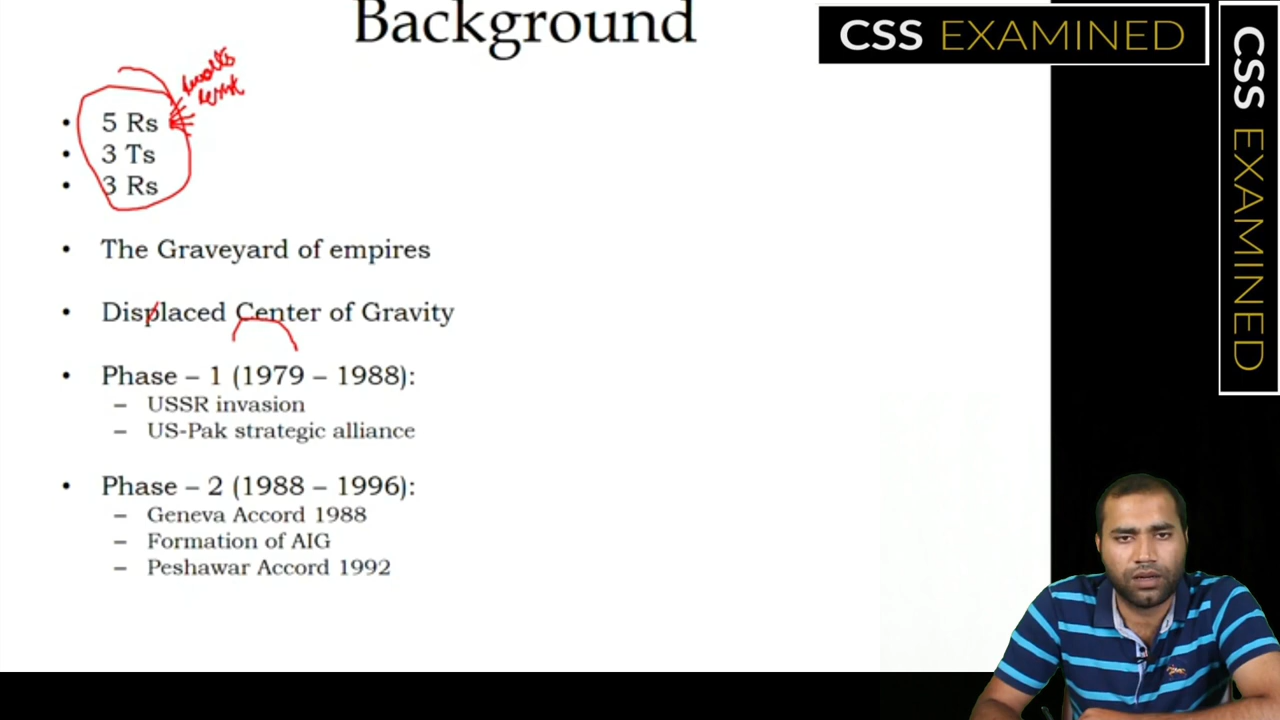 Background
CSS EXAMINED
CSS EXAMINED
• 5 Rs
• 3 Ts
• 3 Rs
• The Graveyard of empires
• Displaced Center of Gravity
• Phase – 1 (1979 – 1988):
– USSR invasion
– US-Pak strategic alliance
• Phase – 2 (1988 – 1996):
– Geneva Accord 1988
– Formation of AIG
– Peshawar Accord 1992